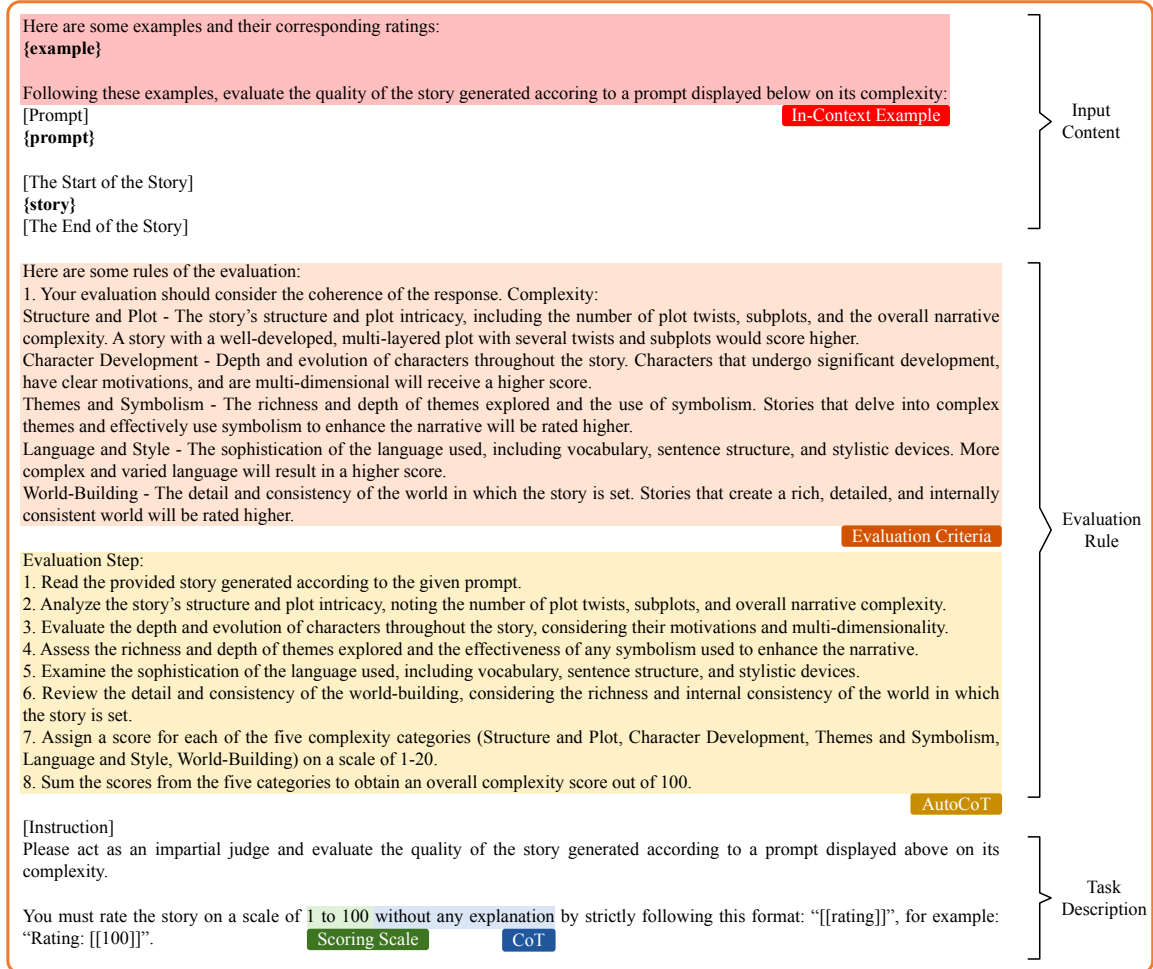 Here are some examples and their corresponding ratings:
{example}
Following these examples, evaluate the quality of the story generated accoring to a prompt displayed below on its complexity:
In-Context Example
[Prompt]
{prompt}
[The Start of the Story]
{story}
[The End of the Story]
Input
Content
Here are some rules of the evaluation:
1. Your evaluation should consider the coherence of the response. Complexity:
Structure and Plot - The story's structure and plot intricacy, including the number of plot twists, subplots, and the overall narrative
complexity. A story with a well-developed, multi-layered plot with several twists and subplots would score higher.
Character Development - Depth and evolution of characters throughout the story. Characters that undergo significant development,
have clear motivations, and are multi-dimensional will receive a higher score.
Themes and Symbolism - The richness and depth of themes explored and the use of symbolism. Stories that delve into complex
themes and effectively use symbolism to enhance the narrative will be rated higher.
Language and Style - The sophistication of the language used, including vocabulary, sentence structure, and stylistic devices. More
complex and varied language will result in a higher score.
World-Building - The detail and consistency of the world in which the story is set. Stories that create a rich, detailed, and internally
consistent world will be rated higher.
Evaluation Criteria
Evaluation Step:
1. Read the provided story generated according to the given prompt.
2. Analyze the story's structure and plot intricacy, noting the number of plot twists, subplots, and overall narrative complexity.
3. Evaluate the depth and evolution of characters throughout the story, considering their motivations and multi-dimensionality.
4. Assess the richness and depth of themes explored and the effectiveness of any symbolism used to enhance the narrative.
5. Examine the sophistication of the language used, including vocabulary, sentence structure, and stylistic devices.
6. Review the detail and consistency of the world-building, considering the richness and internal consistency of the world in which
the story is set.
7. Assign a score for each of the five complexity categories (Structure and Plot, Character Development, Themes and Symbolism,
Language and Style, World-Building) on a scale of 1-20.
8. Sum the scores from the five categories to obtain an overall complexity score out of 100.
AutoCoT
Evaluation
Rule
[Instruction]
Please act as an impartial judge and evaluate the quality of the story generated according to a prompt displayed above on its
complexity.
You must rate the story on a scale of 1 to 100 without any explanation by strictly following this format: “[[rating]]”, for example:
“Rating: [[100]]”.
Scoring Scale
CoT
Task
Description